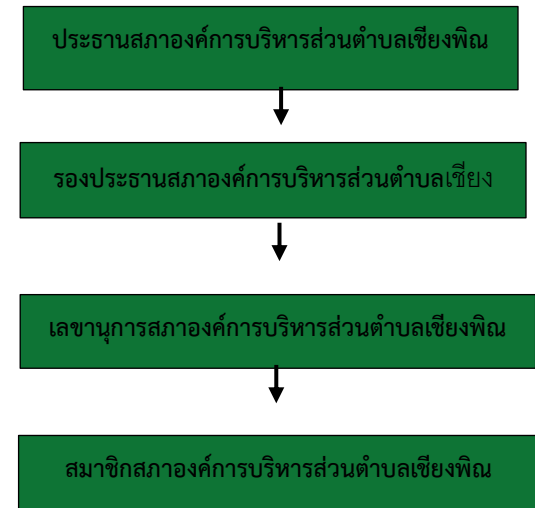 ประธานสภาองค์การบริหารส่วนตำบลเชียงพิณ
รองประธานสภาองค์การบริหารส่วนตำบลเชียง
เลขานุการสภาองค์การบริหารส่วนตำบลเชียงพิณ
สมาชิกสภาองค์การบริหารส่วนตำบลเชียงพิณ